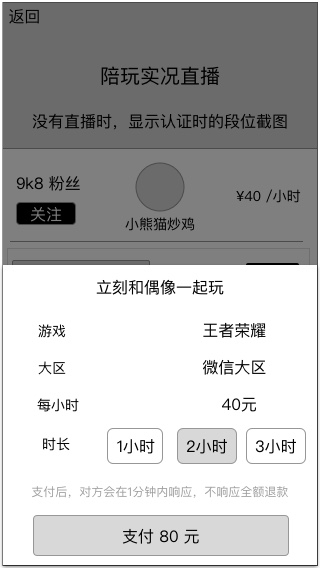 返回
陪玩实况直播
没有直播时，显示认证时的段位截图
9k8 粉丝
¥40 /小时
关注
小熊猫炒鸡
立刻和偶像一起玩
游戏 王者荣耀
大区 微信大区
每小时 40元
时长 1小时 2小时 3小时
支付后，对方会在1分钟内响应，不响应全额退款
支付 80 元